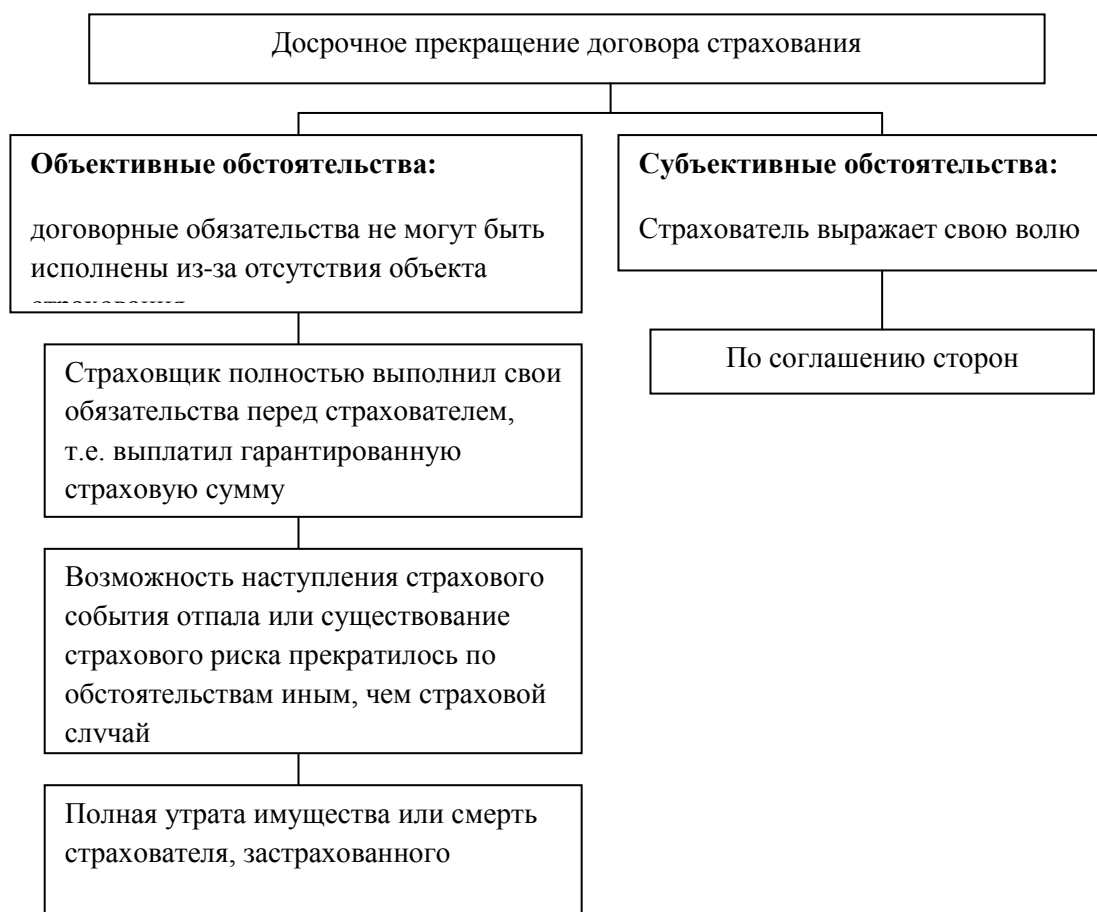 Досрочное прекращение договора страхования
Объективные обстоятельства:
договорные обязательства не могут быть
исполнены из-за отсутствия объекта
страхования
Страховщик полностью выполнил свои
обязательства перед страхователем,
т.е. выплатил гарантированную
страховую сумму
Возможность наступления страхового
события отпала или существование
страхового риска прекратилось по
обстоятельствам иным, чем страховой
случай
Полная утрата имущества или смерть
страхователя, застрахованного
Субъективные обстоятельства:
Страхователь выражает свою волю
По соглашению сторон